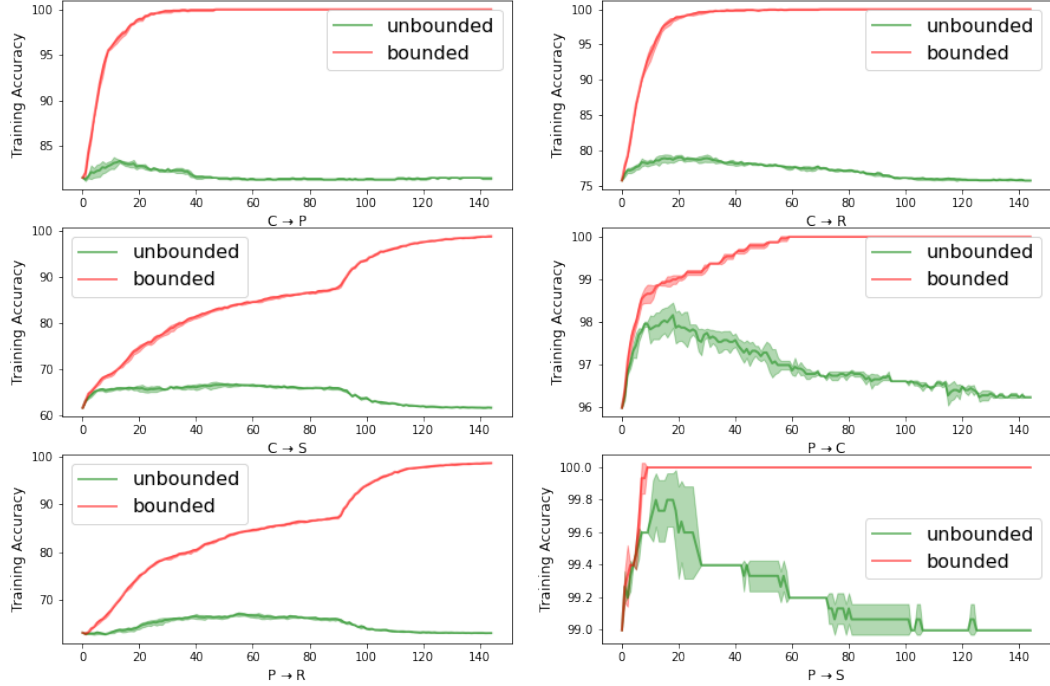 Training Accuracy
100
95
90
85
unbounded
bounded
0 20 40 60 80 100 120 140
C → P
Training Accuracy
100
95
90
85
80
75
unbounded
bounded
0 20 40 60 80 100 120 140
C → R
Training Accuracy
100
90
80
70
60
unbounded
bounded
0 20 40 60 80 100 120 140
C → S
Training Accuracy
100
99
98
97
96
unbounded
bounded
0 20 40 60 80 100 120 140
P → C
Training Accuracy
100
90
80
70
unbounded
bounded
0 20 40 60 80 100 120 140
P → R
Training Accuracy
100.0
99.8
99.6
99.4
99.2
99.0
unbounded
bounded
0 20 40 60 80 100 120 140
P → S